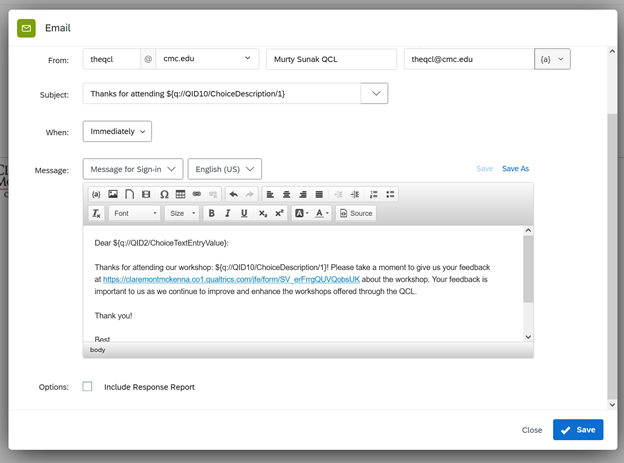 Email
From: theqcl @ cmc.edu Murty Sunak QCL theqcl@cmc.edu {a}
Subject: Thanks for attending ${q://QID10/ChoiceDescription/1}
When: Immediately
Message: Message for Sign-in English (US) Save Save As
{a} Ω
Tx Font Size B I U X₂ X² A A Source
Dear ${q://QID2/ChoiceTextEntryValue}:
Thanks for attending our workshop: ${q://QID10/ChoiceDescription/1}! Please take a moment to give us your feedback
at https://claremontmckenna.co1.qualtrics.com/jfe/form/SV_erFrrgQUVQobsUK about the workshop. Your feedback is
important to us as we continue to improve and enhance the workshops offered through the QCL.
Thank you!
Best
body
Options: Include Response Report
Close Save